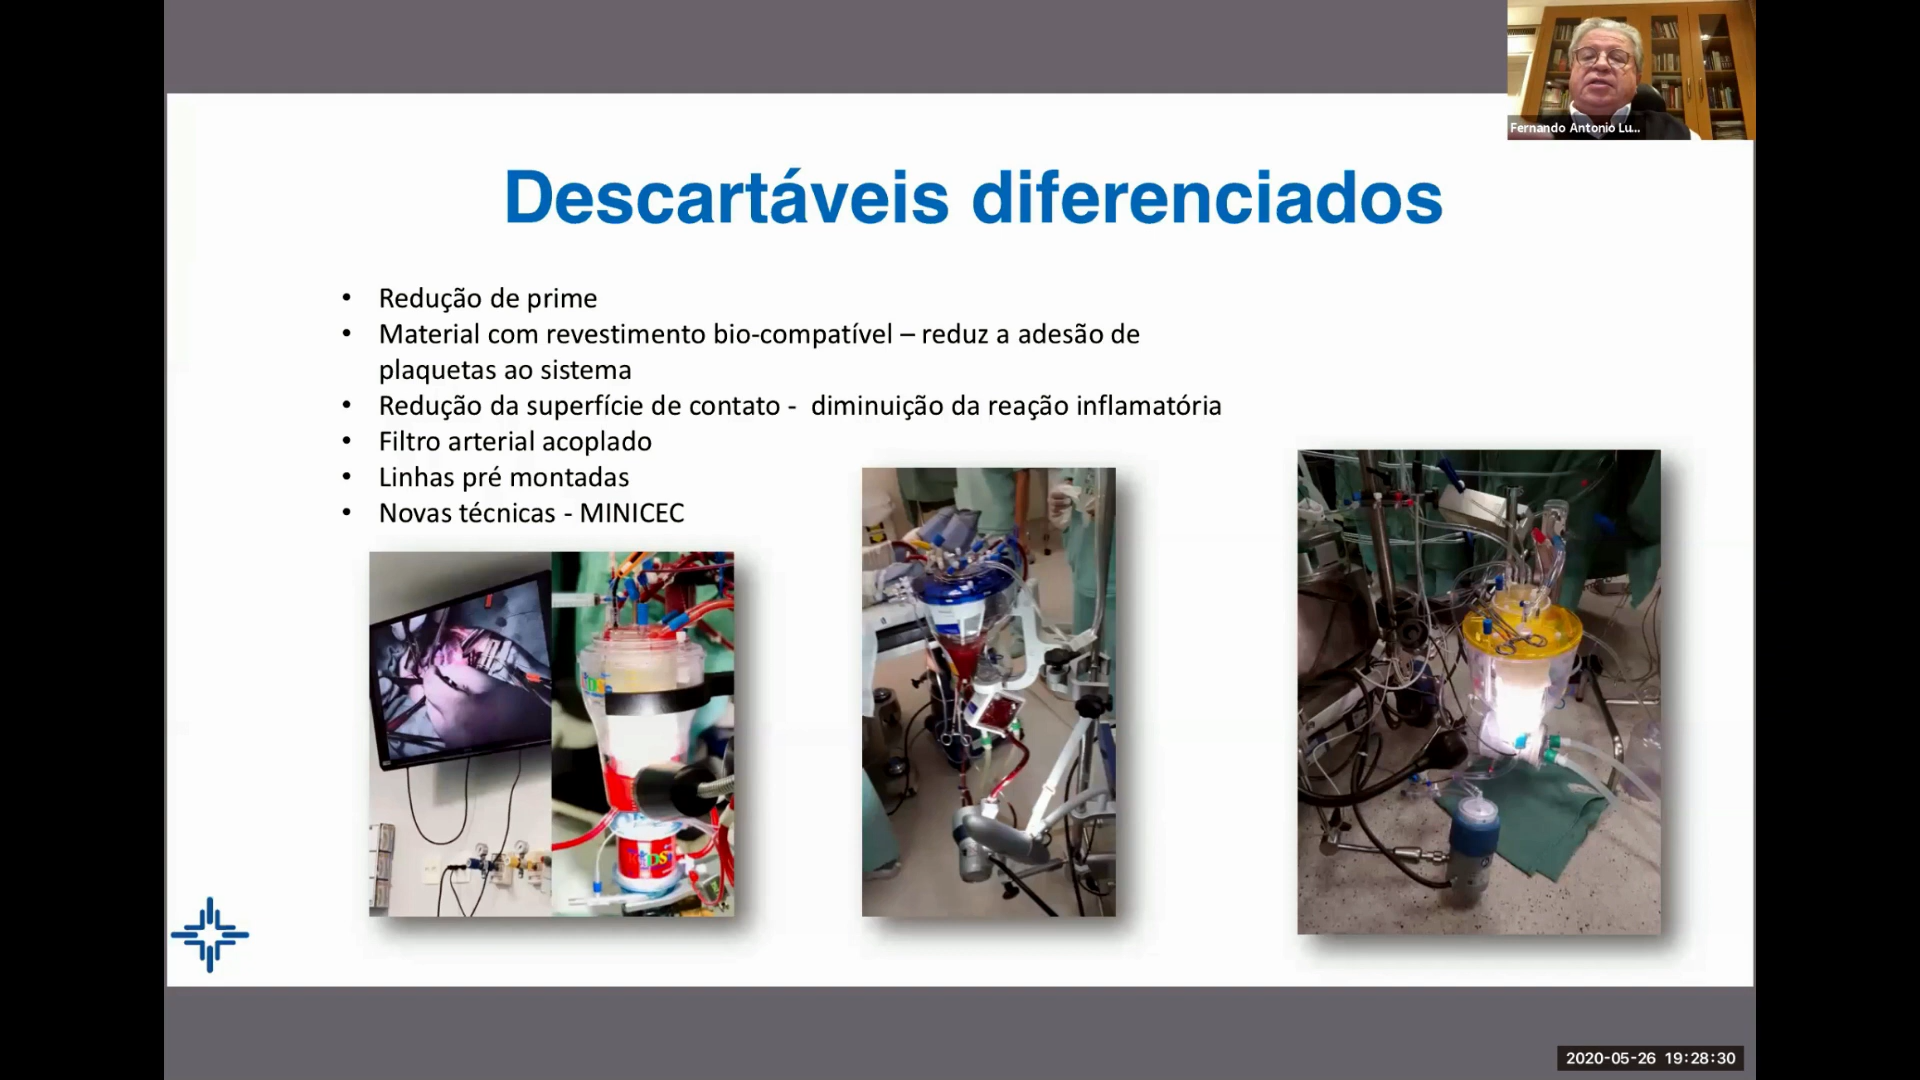 Fernando Antonio Lu...
Descartáveis diferenciados
• Redução de prime
• Material com revestimento bio-compatível – reduz a adesão de
plaquetas ao sistema
• Redução da superfície de contato - diminuição da reação inflamatória
• Filtro arterial acoplado
• Linhas pré montadas
• Novas técnicas - MINICEC
KiDS
2020-05-26 19:28:30